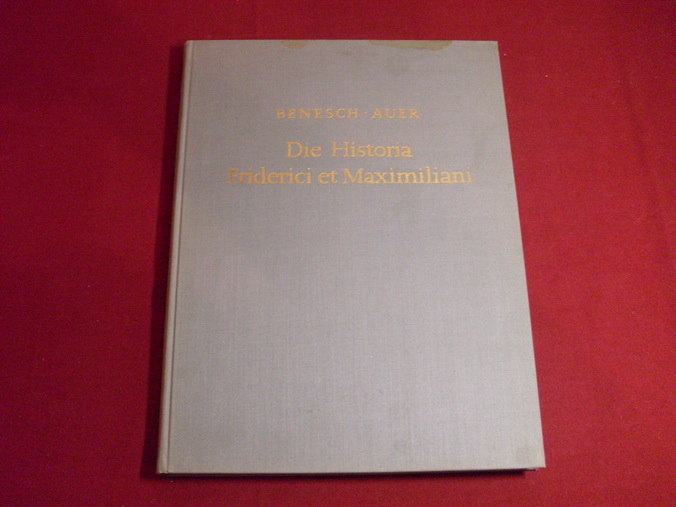 BENESCH · AUER
Die Historia
Friderici et Maximiliani